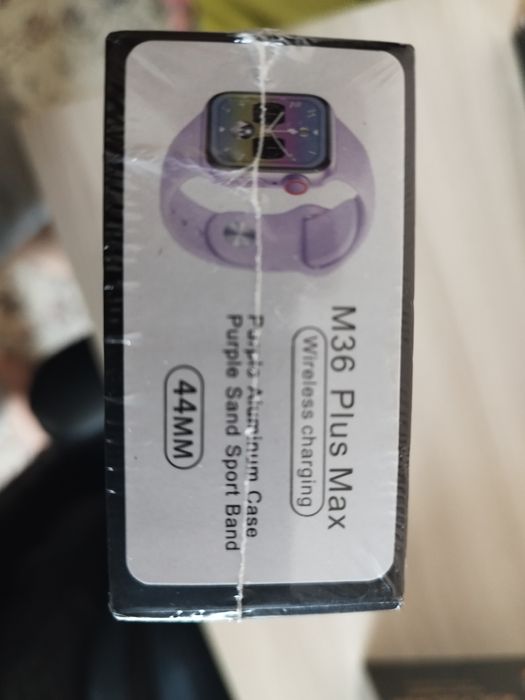 M36 Plus Max
Wireless charging
Purple Aluminum Case
Purple Sand Sport Band
44MM